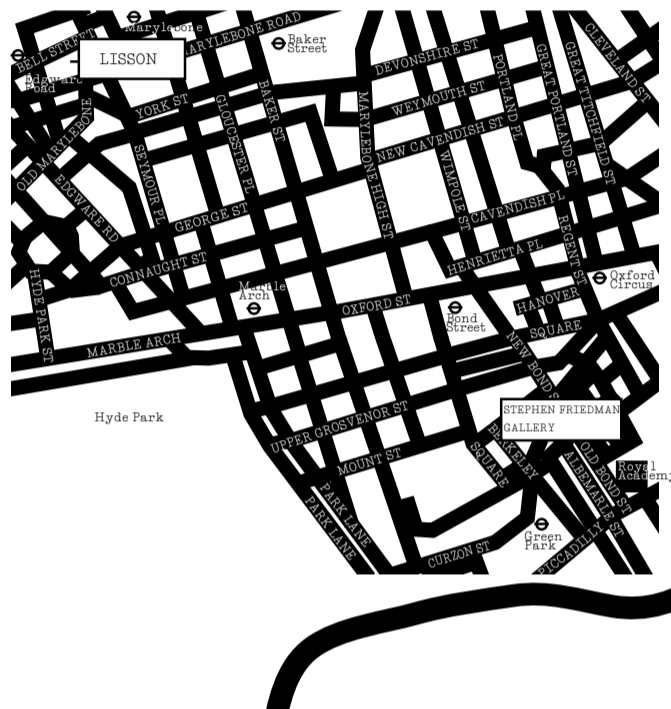 Marylebone
MARYLEBONE ROAD
BELL STREET
LISSON
Baker
Street
Edgware
Road
DEVONSHIRE ST
PORTLAND PL
GREAT PORTLAND ST
GREAT TITCHFIELD ST
CLEVELAND ST
YORK ST
GLOUCESTER PL
BAKER ST
MARYLEBONE HIGH ST
WEYMOUTH ST
NEW CAVENDISH ST
OLD MARYLEBONE
SEYMOUR PL
WIMPOLE ST
EDGWARE RD
GEORGE ST
CAVENDISH PL
REGENT ST
HENRIETTA PL
CONNAUGHT ST
HYDE PARK ST
Marble
Arch
OXFORD ST
Oxford
Circus
HANOVER
SQUARE
Bond
Street
MARBLE ARCH
NEW BOND ST
Hyde Park
STEPHEN FRIEDMAN
GALLERY
UPPER GROSVENOR ST
MOUNT ST
BERKELEY
SQUARE
OLD BOND ST
ALBEMARLE ST
Royal
Academy
PARK LANE
PARK LANE
CURZON ST
Green
Park
PICCADILLY